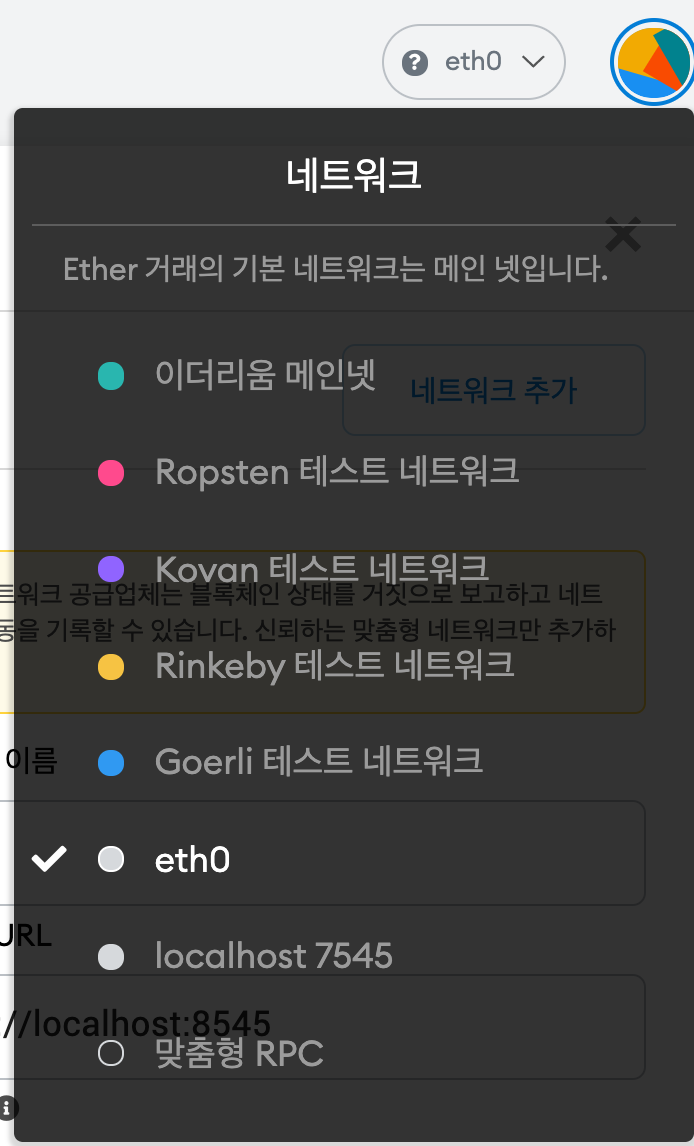 eth0
네트워크
Ether 거래의 기본 네트워크는 메인 넷입니다.
이더리움 메인넷
네트워크 추가
Ropsten 테스트 네트워크
Kovan 테스트 네트워크
트워크 공급업체는 블록체인 상태를 거짓으로 보고하고 네트
동을 기록할 수 있습니다. 신뢰하는 맞춤형 네트워크만 추가하
Rinkeby 테스트 네트워크
이름
Goerli 테스트 네트워크
eth0
URL
localhost 7545
://localhost:8545
맞춤형 RPC